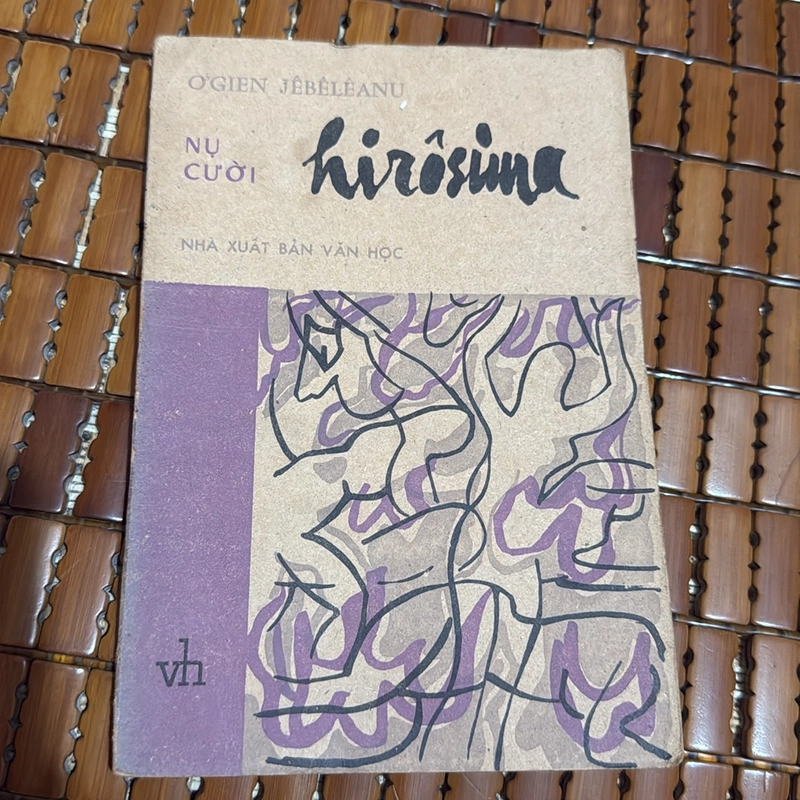 Ơ'GIEN JÊBÊLÊANU
NỤ
CƯỜI
hirôsima
NHÀ XUẤT BẢN VĂN HỌC
vh